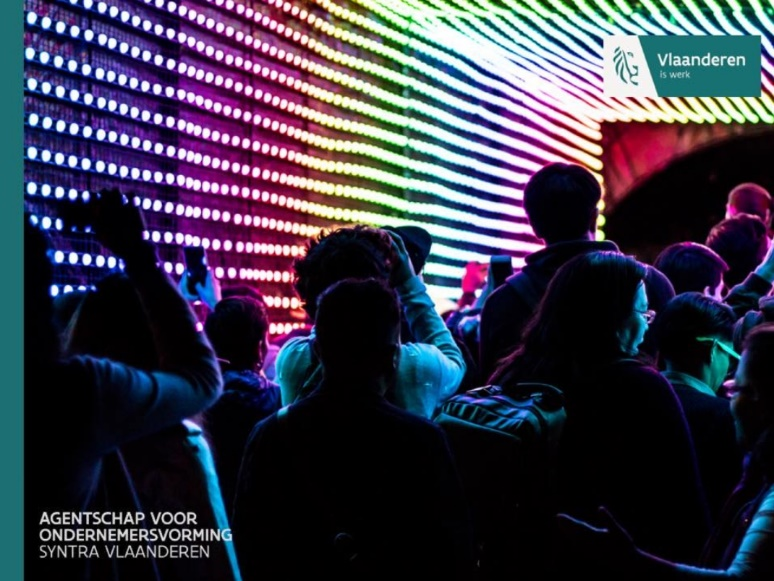 Vlaanderen
is werk
AGENTSCHAP VOOR
ONDERNEMERSVORMING
SYNTRA VLAANDEREN